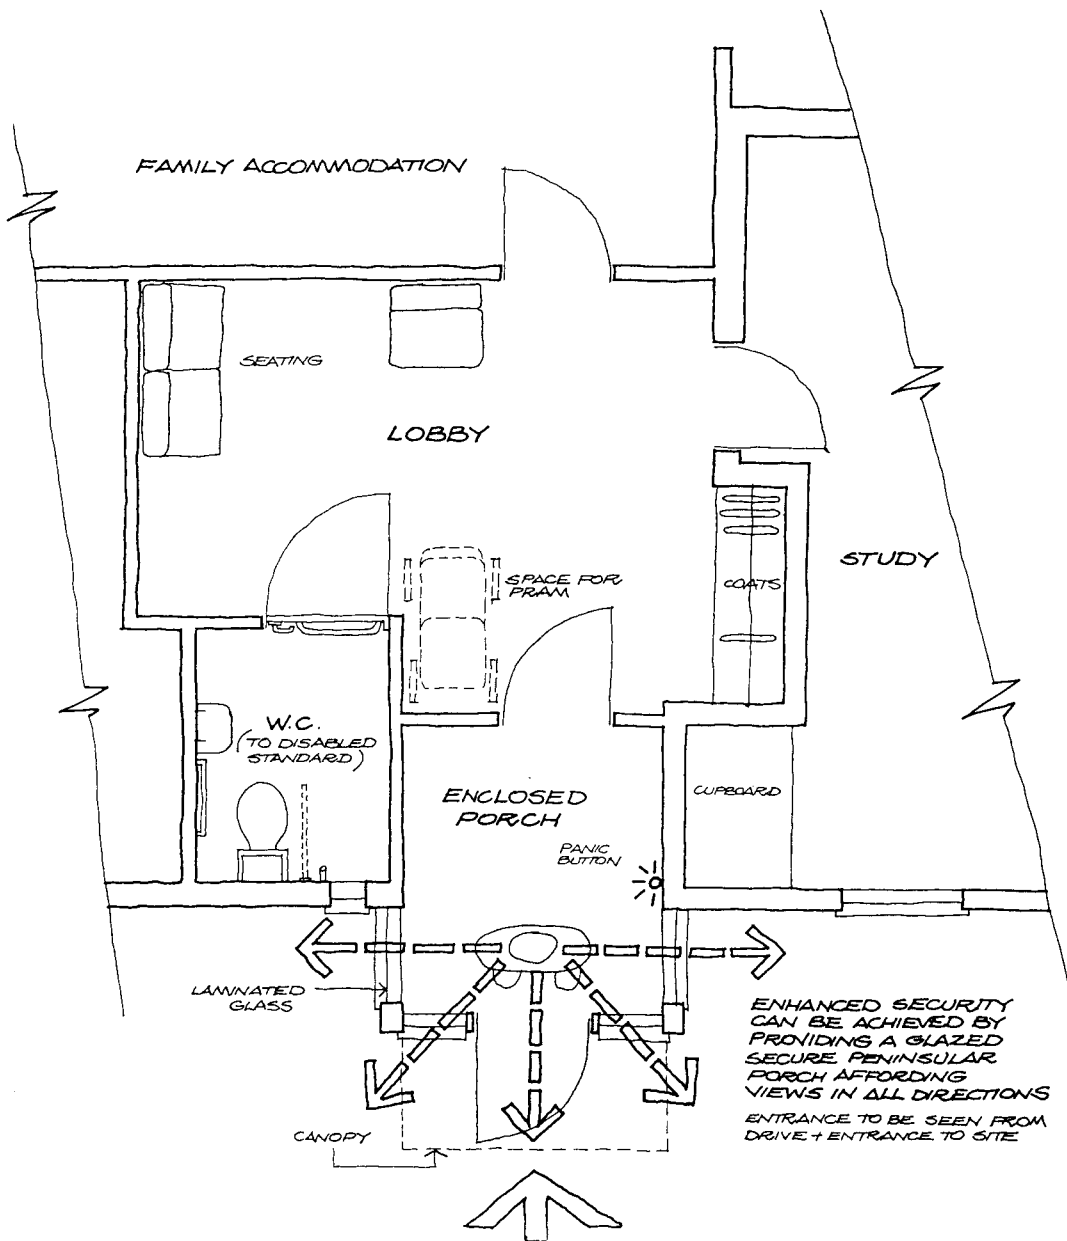 FAMILY ACCOMMODATION
SEATING
LOBBY
SPACE FOR
PRAM
COATS
STUDY
W.C.
(TO DISABLED
STANDARD)
ENCLOSED
PORCH
CUPBOARD
PANIC
BUTTON
LAMINATED
GLASS
ENHANCED SECURITY
CAN BE ACHIEVED BY
PROVIDING A GLAZED
SECURE PENINSULAR
PORCH AFFORDING
VIEWS IN ALL DIRECTIONS
ENTRANCE TO BE SEEN FROM
DRIVE + ENTRANCE TO SITE
CANOPY